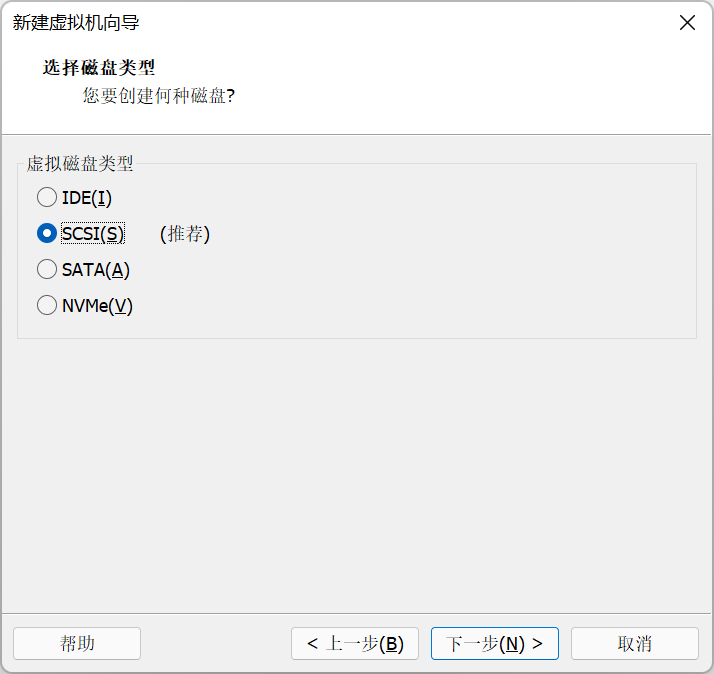 新建虚拟机向导
选择磁盘类型
您要创建何种磁盘?
虚拟磁盘类型
IDE(I)
SCSI(S) (推荐)
SATA(A)
NVMe(V)
帮助 < 上一步(B) 下一步(N) > 取消